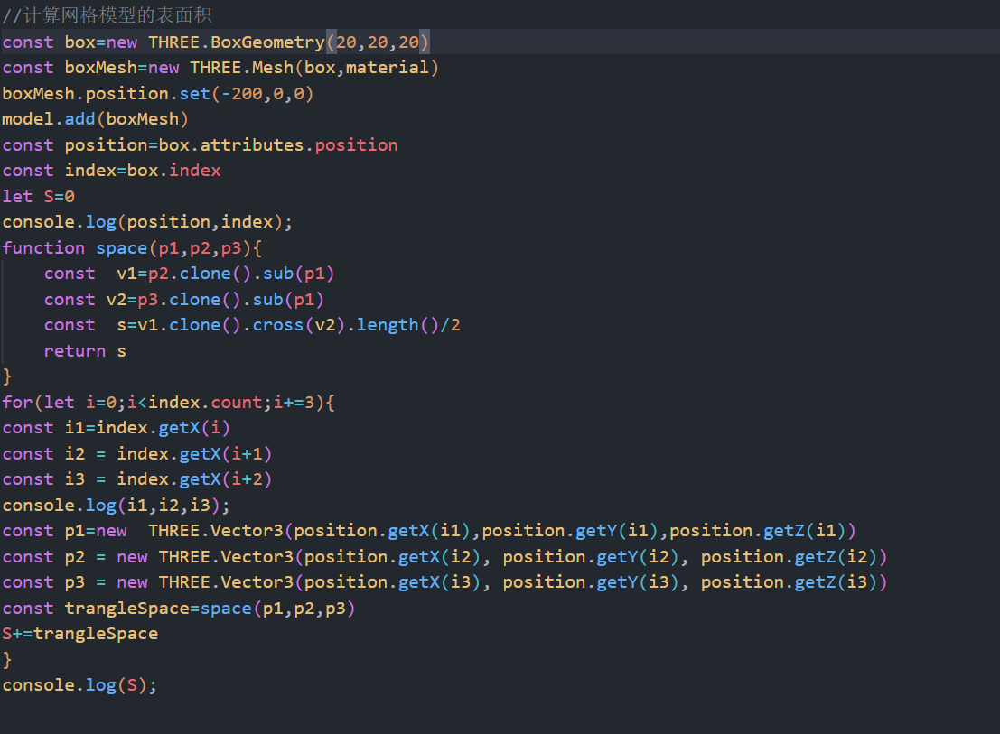 //计算网格模型的表面积
const box=new THREE.BoxGeometry(20,20,20)
const boxMesh=new THREE.Mesh(box,material)
boxMesh.position.set(-200,0,0)
model.add(boxMesh)
const position=box.attributes.position
const index=box.index
let S=0
console.log(position,index);
function space(p1,p2,p3){
    const  v1=p2.clone().sub(p1)
    const v2=p3.clone().sub(p1)
    const  s=v1.clone().cross(v2).length()/2
    return s
}
for(let i=0;i<index.count;i+=3){
const i1=index.getX(i)
const i2 = index.getX(i+1)
const i3 = index.getX(i+2)
console.log(i1,i2,i3);
const p1=new  THREE.Vector3(position.getX(i1),position.getY(i1),position.getZ(i1))
const p2 = new THREE.Vector3(position.getX(i2), position.getY(i2), position.getZ(i2))
const p3 = new THREE.Vector3(position.getX(i3), position.getY(i3), position.getZ(i3))
const trangleSpace=space(p1,p2,p3)
S+=trangleSpace
}
console.log(S);